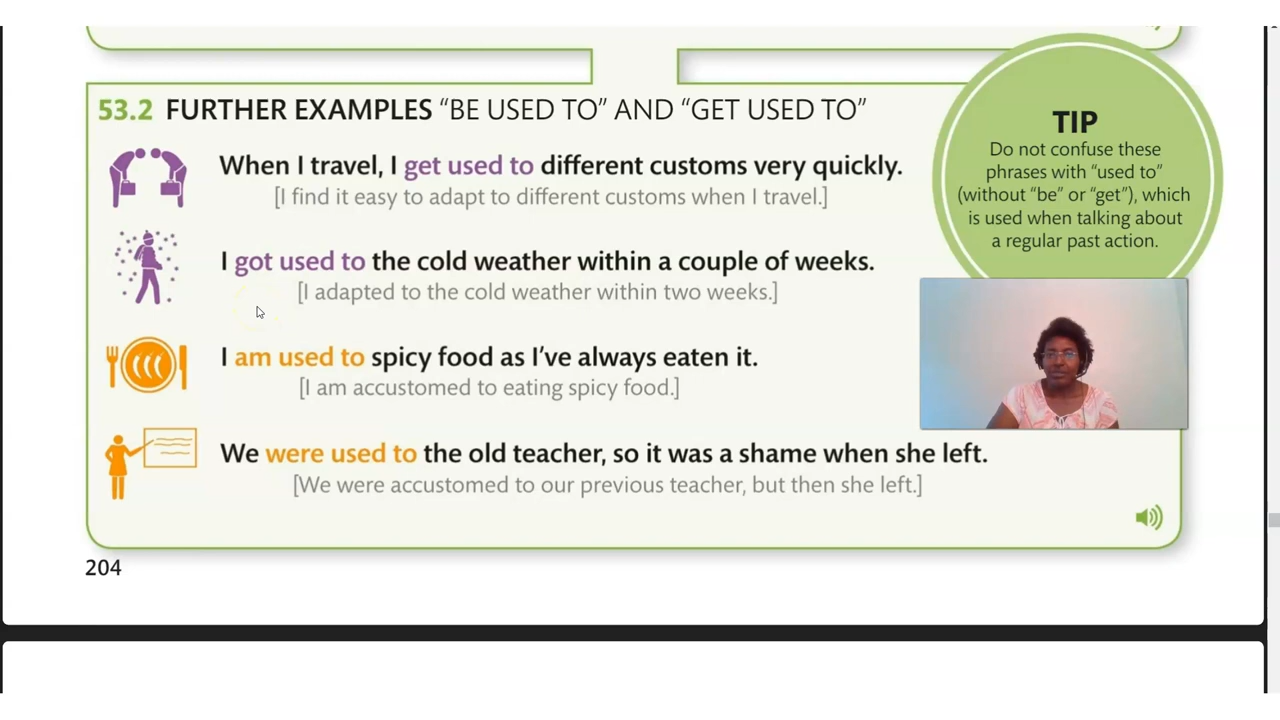 53.2 FURTHER EXAMPLES “BE USED TO” AND “GET USED TO”
When I travel, I get used to different customs very quickly.
[I find it easy to adapt to different customs when I travel.]
I got used to the cold weather within a couple of weeks.
[I adapted to the cold weather within two weeks.]
I am used to spicy food as I’ve always eaten it.
[I am accustomed to eating spicy food.]
We were used to the old teacher, so it was a shame when she left.
[We were accustomed to our previous teacher, but then she left.]
TIP
Do not confuse these
phrases with “used to”
(without “be” or “get”), which
is used when talking about
a regular past action.
204